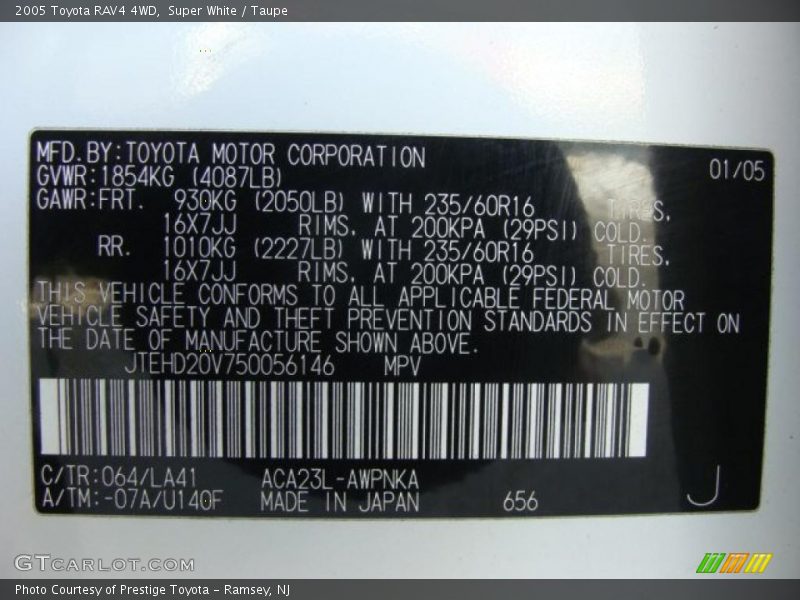 2005 Toyota RAV4 4WD, Super White / Taupe
MFD.BY:TOYOTA MOTOR CORPORATION 01/05
GVWR:1854KG (4087LB)
GAWR:FRT. 930KG (2050LB) WITH 235/60R16 TIRES,
16X7JJ RIMS, AT 200KPA (29PSI) COLD.
RR. 1010KG (2227LB) WITH 235/60R16 TIRES,
16X7JJ RIMS, AT 200KPA (29PSI) COLD.
THIS VEHICLE CONFORMS TO ALL APPLICABLE FEDERAL MOTOR
VEHICLE SAFETY AND THEFT PREVENTION STANDARDS IN EFFECT ON
THE DATE OF MANUFACTURE SHOWN ABOVE.
JTEHD20V750056146 MPV
C/TR:064/LA41 ACA23L-AWPNKA
A/TM:-07A/U140F MADE IN JAPAN 656 J
GTCARLOT.COM
Photo Courtesy of Prestige Toyota - Ramsey, NJ